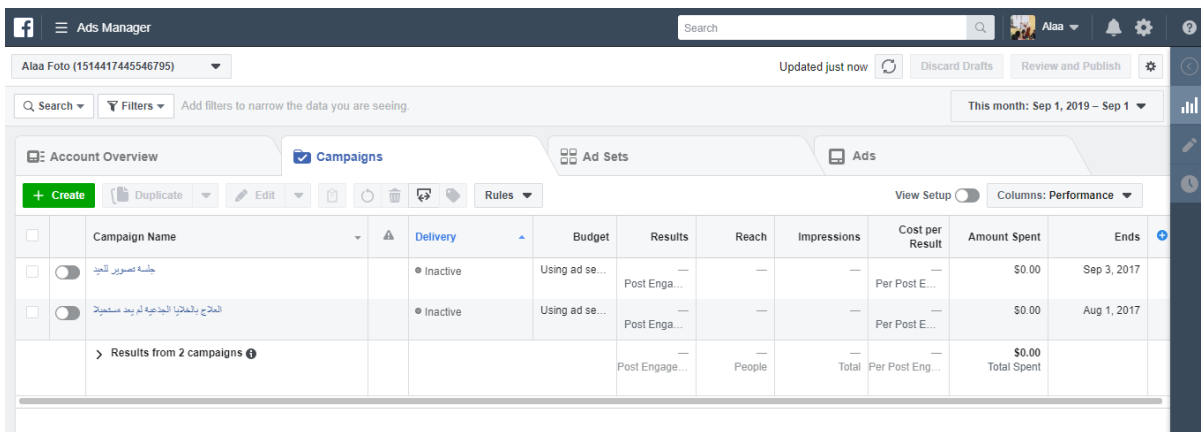 Ads Manager
Search
Alaa
Alaa Foto (1514417445546795)
Updated just now
Discard Drafts
Review and Publish
Search
Filters
Add filters to narrow the data you are seeing.
This month: Sep 1, 2019 – Sep 1
Account Overview
Campaigns
Ad Sets
Ads
+ Create
Duplicate
Edit
Rules
View Setup
Columns: Performance
Campaign Name
Delivery
Budget
Results
Reach
Impressions
Cost per
Result
Amount Spent
Ends
جلسة تصوير للعيد
Inactive
Using ad se...
—
Post Enga...
—
—
—
Per Post E...
$0.00
Sep 3, 2017
العلاج بالخلايا الجذعية لم يعد مستحيلا
Inactive
Using ad se...
—
Post Enga...
—
—
—
Per Post E...
$0.00
Aug 1, 2017
Results from 2 campaigns
—
Post Engage...
—
People
—
Total
—
Per Post Eng...
$0.00
Total Spent